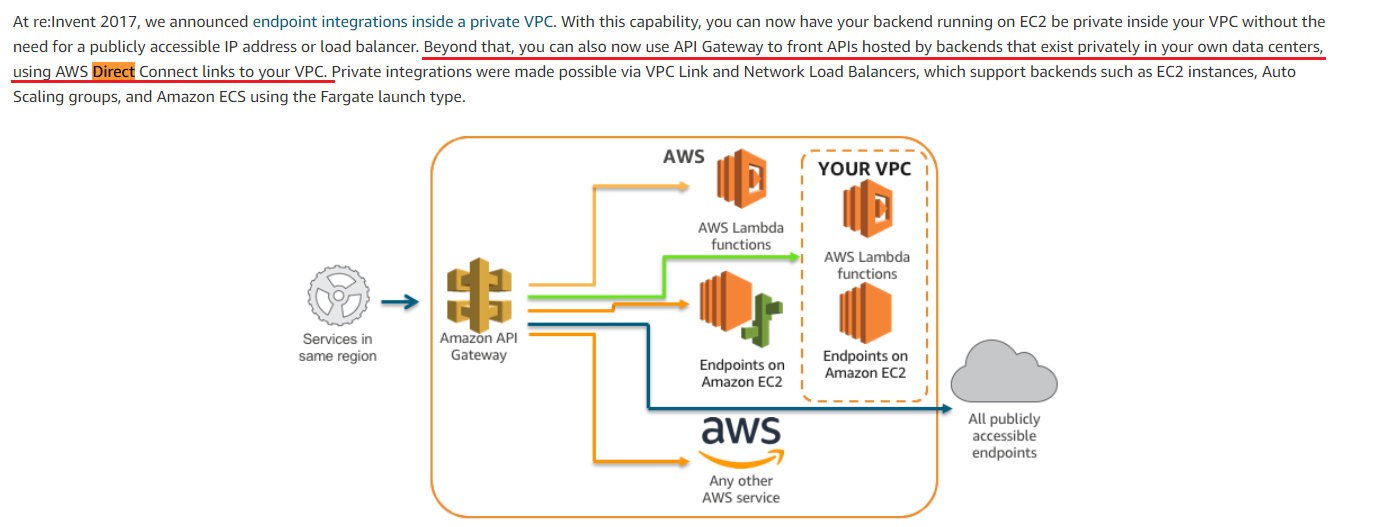 At re:Invent 2017, we announced endpoint integrations inside a private VPC. With this capability, you can now have your backend running on EC2 be private inside your VPC without the
need for a publicly accessible IP address or load balancer. Beyond that, you can also now use API Gateway to front APIs hosted by backends that exist privately in your own data centers,
using AWS Direct Connect links to your VPC. Private integrations were made possible via VPC Link and Network Load Balancers, which support backends such as EC2 instances, Auto
Scaling groups, and Amazon ECS using the Fargate launch type.
AWS
YOUR VPC
AWS Lambda
functions
AWS Lambda
functions
Services in
same region
Amazon API
Gateway
Endpoints on
Amazon EC2
Endpoints on
Amazon EC2
All publicly
accessible
endpoints
aws
Any other
AWS service